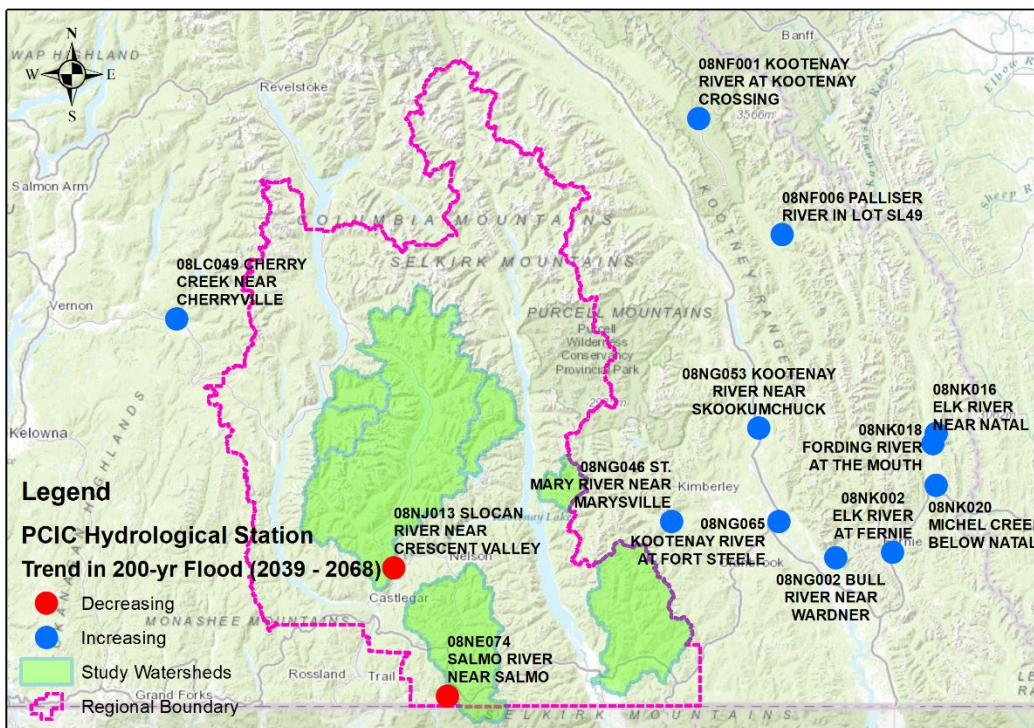 N
W
E
S
WAP HIGHLAND
Revelstoke
Banff
08NF001 KOOTENAY
RIVER AT KOOTENAY
CROSSING
3566m
Salmon Arm
COLUMBIA MOUNTAINS
SELKIRK MOUNTAINS
08NF006 PALLISER
RIVER IN LOT SL49
KOOTENEY RANGES
08LC049 CHERRY
CREEK NEAR
CHERRYVILLE
Vernon
PURCELL MOUNTAINS
Purcell
Wilderness
Conservancy
Provincial Park
08NG053 KOOTENAY
RIVER NEAR
SKOOKUMCHUCK
08NK016
ELK RIVER
NEAR NATAL
08NK018
FORDING RIVER
AT THE MOUTH
Kelowna
HIGHLANDS
08NG046 ST.
MARY RIVER NEAR
MARYSVILLE
Kimberley
08NK002
ELK RIVER
AT FERNIE
08NK020
MICHEL CREEK
BELOW NATAL
08NG065
KOOTENAY RIVER
AT FORT STEELE
08NG002 BULL
RIVER NEAR
WARDNER
08NJ013 SLOCAN
RIVER NEAR
CRESCENT VALLEY
Nelson
Castlegar
MONASHEE MOUNTAINS
08NE074
SALMO RIVER
NEAR SALMO
Rossland
Trail
Grand Forks
SELKIRK MOUNTAINS
Legend
PCIC Hydrological Station
Trend in 200-yr Flood (2039 - 2068)
Decreasing
Increasing
Study Watersheds
Regional Boundary